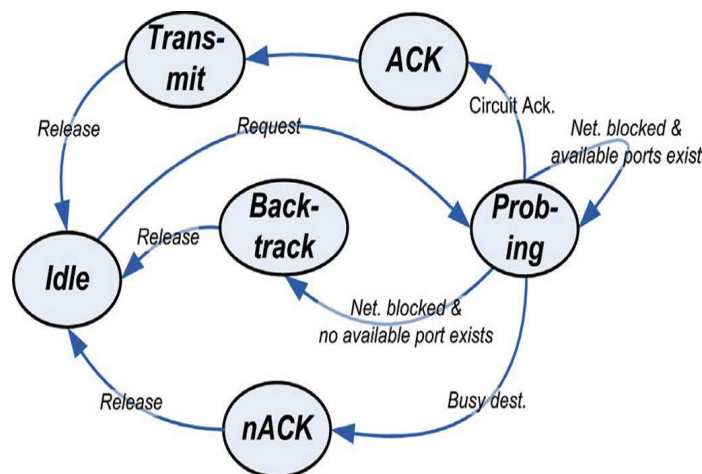 Trans-
mit
ACK
Circuit Ack.
Net. blocked &
available ports exist
Release
Request
Back-
track
Prob-
ing
Release
Idle
Net. blocked &
no available port exists
Release
nACK
Busy dest.